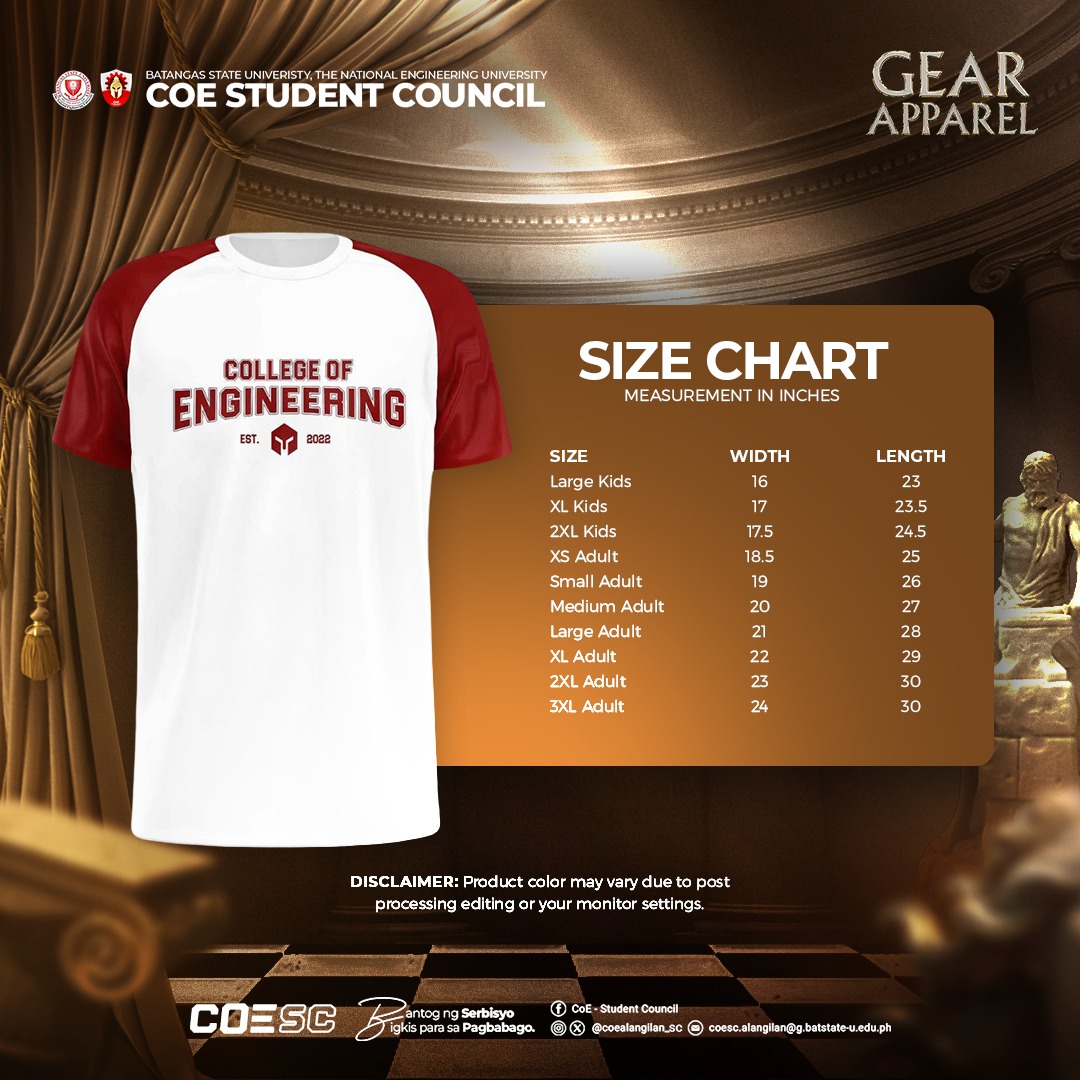 BATANGAS STATE UNIVERISTY, THE NATIONAL ENGINEERING UNIVERSITY
COE STUDENT COUNCIL
GEAR
APPAREL
COLLEGE OF
ENGINEERING
EST. 2022
SIZE CHART
MEASUREMENT IN INCHES
SIZE WIDTH LENGTH
Large Kids 16 23
XL Kids 17 23.5
2XL Kids 17.5 24.5
XS Adult 18.5 25
Small Adult 19 26
Medium Adult 20 27
Large Adult 21 28
XL Adult 22 29
2XL Adult 23 30
3XL Adult 24 30
DISCLAIMER: Product color may vary due to post
processing editing or your monitor settings.
COESC
Bantog ng Serbisyo
Bigkis para sa Pagbabago.
CoE - Student Council
@coealangilan_sc coesc.alangilan@g.batstate-u.edu.ph